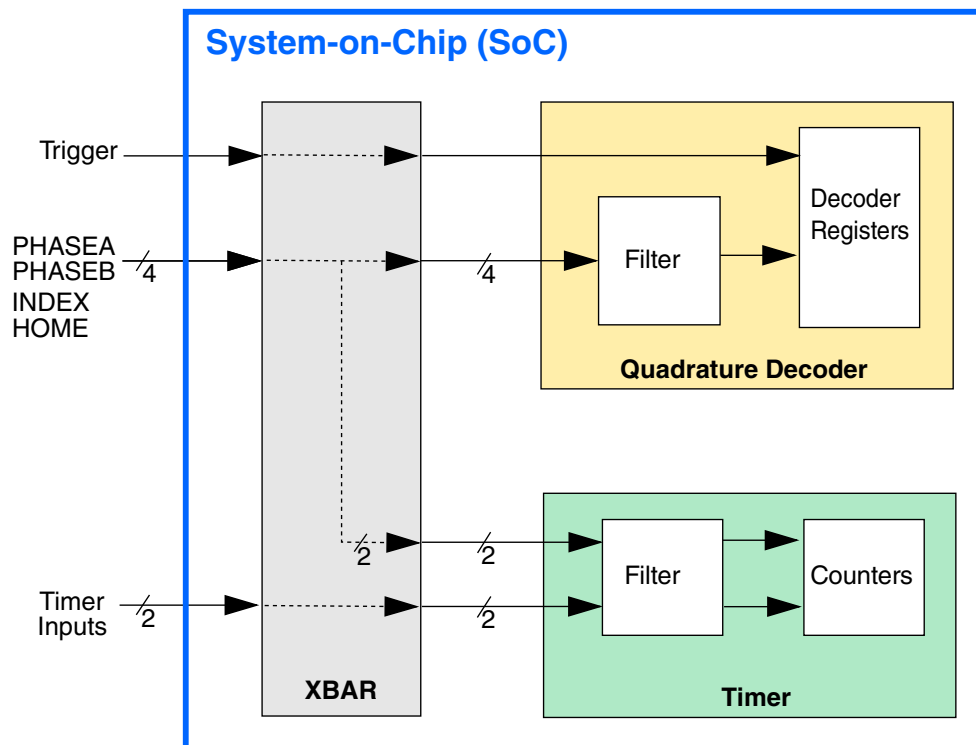 System-on-Chip (SoC)
Trigger
PHASEA
PHASEB
INDEX
HOME
4
4
Filter
Decoder
Registers
Quadrature Decoder
2
2
Timer
Inputs
2
2
Filter
Counters
XBAR
Timer